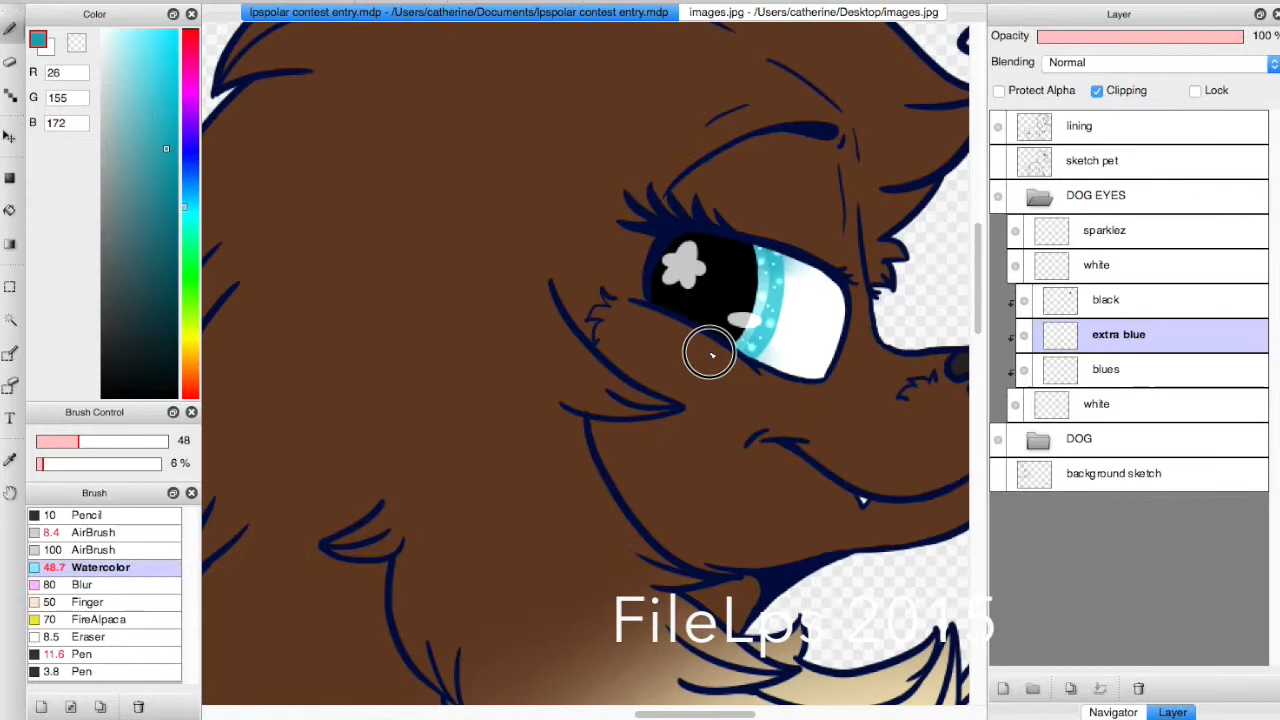 Color
lpspolar contest entry.mdp - /Users/catherine/Documents/lpspolar contest entry.mdp
images.jpg - /Users/catherine/Desktop/images.jpg
Layer
R 26
G 155
B 172
Opacity 100 %
Blending Normal
Protect Alpha Clipping Lock
lining
sketch pet
DOG EYES
sparklez
white
black
extra blue
blues
white
DOG
background sketch
Brush Control
48
6 %
Brush
10 Pencil
8.4 AirBrush
100 AirBrush
48.7 Watercolor
80 Blur
50 Finger
70 FireAlpaca
8.5 Eraser
11.6 Pen
3.8 Pen
T
FileLps 2015
Navigator Layer